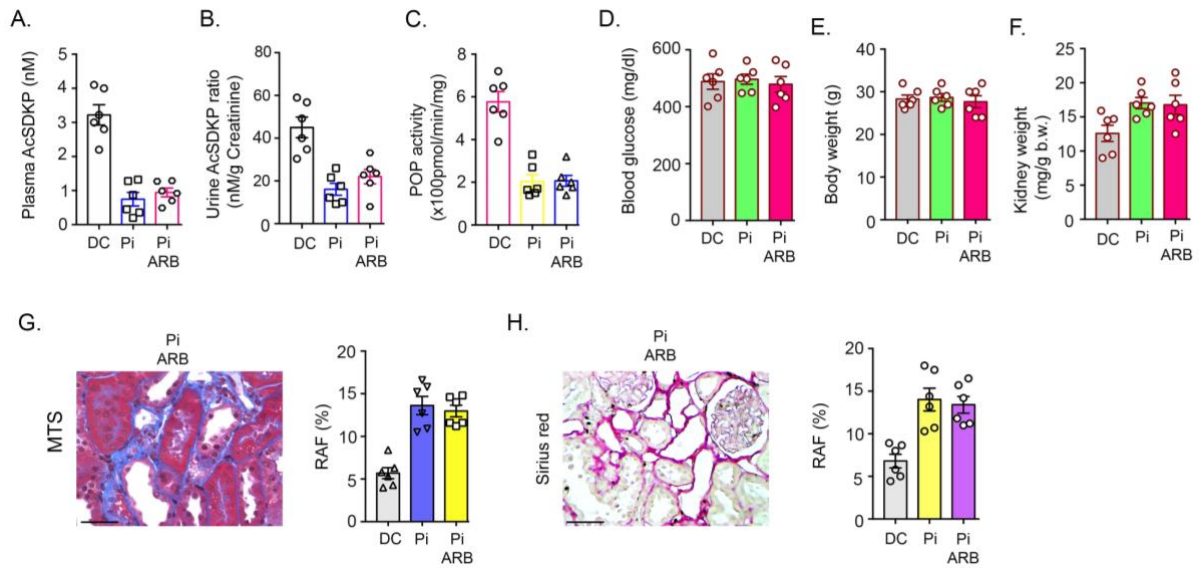 A.
Plasma AcSDKP (nM)
5
4
3
2
1
0
DC
Pi
Pi
ARB
B.
Urine AcSDKP ratio
(nM/g Creatinine)
80
60
40
20
0
DC
Pi
Pi
ARB
C.
POP activity
(x100pmol/min/mg)
8
6
4
2
0
DC
Pi
Pi
ARB
D.
Blood glucose (mg/dl)
600
400
200
0
DC
Pi
Pi
ARB
E.
Body weight (g)
40
30
20
10
0
DC
Pi
Pi
ARB
F.
Kidney weight
(mg/g b.w.)
25
20
15
10
5
0
DC
Pi
Pi
ARB
G.
Pi
ARB
MTS
RAF (%)
20
15
10
5
0
DC
Pi
Pi
ARB
H.
Pi
ARB
Sirius red
RAF (%)
20
15
10
5
0
DC
Pi
Pi
ARB